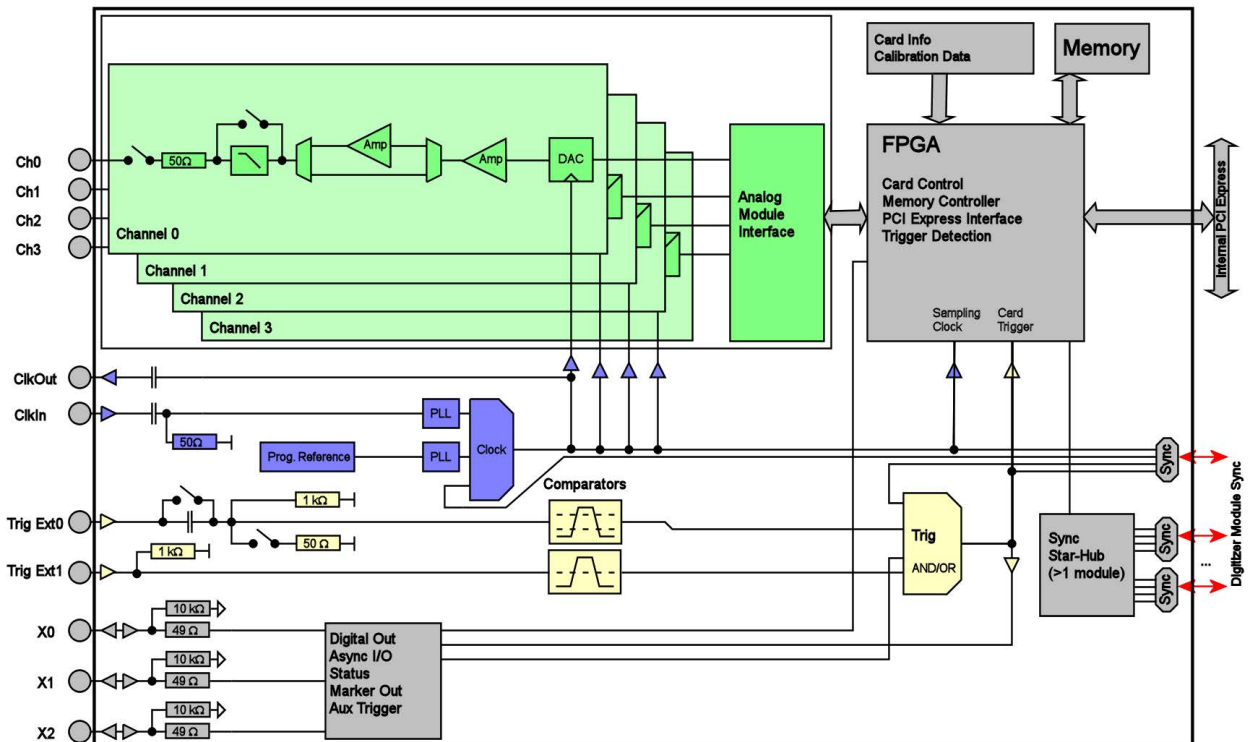 Card Info
Calibration Data
Memory
FPGA
Card Control
Memory Controller
PCI Express Interface
Trigger Detection
Sampling
Clock
Card
Trigger
Internal PCI Express
Analog
Module
Interface
Ch0
Ch1
Ch2
Ch3
50Ω
Amp
Amp
DAC
Channel 0
Channel 1
Channel 2
Channel 3
ClkOut
ClkIn
50Ω
PLL
Prog. Reference
PLL
Clock
Sync
Comparators
Trig Ext0
1 kΩ
50 Ω
Trig Ext1
1 kΩ
Trig
AND/OR
Sync
Star-Hub
(>1 module)
Sync
...
Sync
Digitizer Module Sync
X0
10 kΩ
49 Ω
X1
10 kΩ
49 Ω
X2
10 kΩ
49 Ω
Digital Out
Async I/O
Status
Marker Out
Aux Trigger